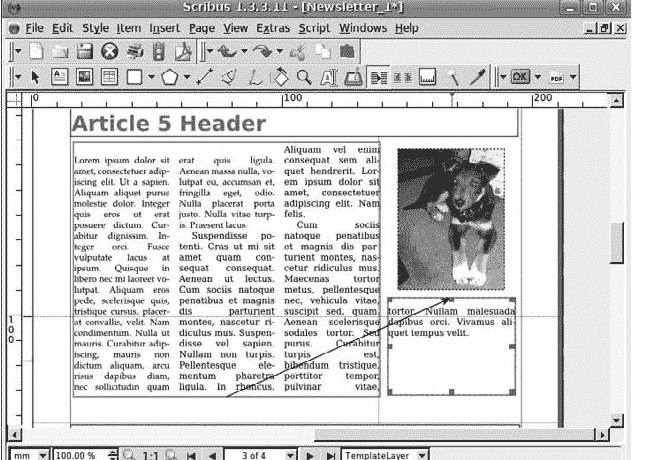 Scribus 1.3.3.11 - [Newsletter_1*]
File Edit Style Item Insert Page View Extras Script Windows Help
OK PDF
0 100 200
Article 5 Header
Lorem ipsum dolor sit
amet, consectetuer adip-
iscing elit. Ut a sapien.
Aliquam aliquet purus
molestie dolor. Integer
quis eros ut erat
posuere dictum. Cur-
abitur dignissim. In-
teger orci. Fusce
vulputate lacus at
ipsum. Quisque in
libero nec mi laoreet vo-
lutpat. Aliquam eros
pede, scelerisque quis,
tristique cursus, placer-
at convallis, velit. Nam
condimentum. Nulla ut
mauris. Curabitur adip-
iscing, mauris non
dictum aliquam, arcu
risus dapibus diam,
nec sollicitudin quam
erat quis ligula.
Aenean massa nulla, vo-
lutpat eu, accumsan et,
fringilla eget, odio.
Nulla placerat porta
justo. Nulla vitae turp-
is. Praesent lacus.
Suspendisse po-
tenti. Cras ut mi sit
amet quam con-
sequat consequat.
Aenean ut lectus.
Cum sociis natoque
penatibus et magnis
dis parturient
montes, nascetur ri-
diculus mus. Suspen-
disse vel sapien.
Nullam non turpis.
Pellentesque ele-
mentum pharetra
ligula. In rhoncus,
Aliquam vel enim
consequat sem ali-
quet hendrerit. Lor-
em ipsum dolor sit
amet, consectetuer
adipiscing elit. Nam
felis.
Cum sociis
natoque penatibus
et magnis dis par
turient montes, nas-
cetur ridiculus mus.
Maecenas tortor
metus, pellentesque
nec, vehicula vitae,
suscipit sed, quam.
Aenean scelerisque
sodales tortor. Sed
purus. Curabitur
turpis est,
bibendum tristique,
porttitor tempor,
pulvinar vitae,
tortor. Nullam malesuada
dapibus orci. Vivamus ali-
quet tempus velit.
100
mm 100.00 % 1:1 3 of 4 TemplateLayer